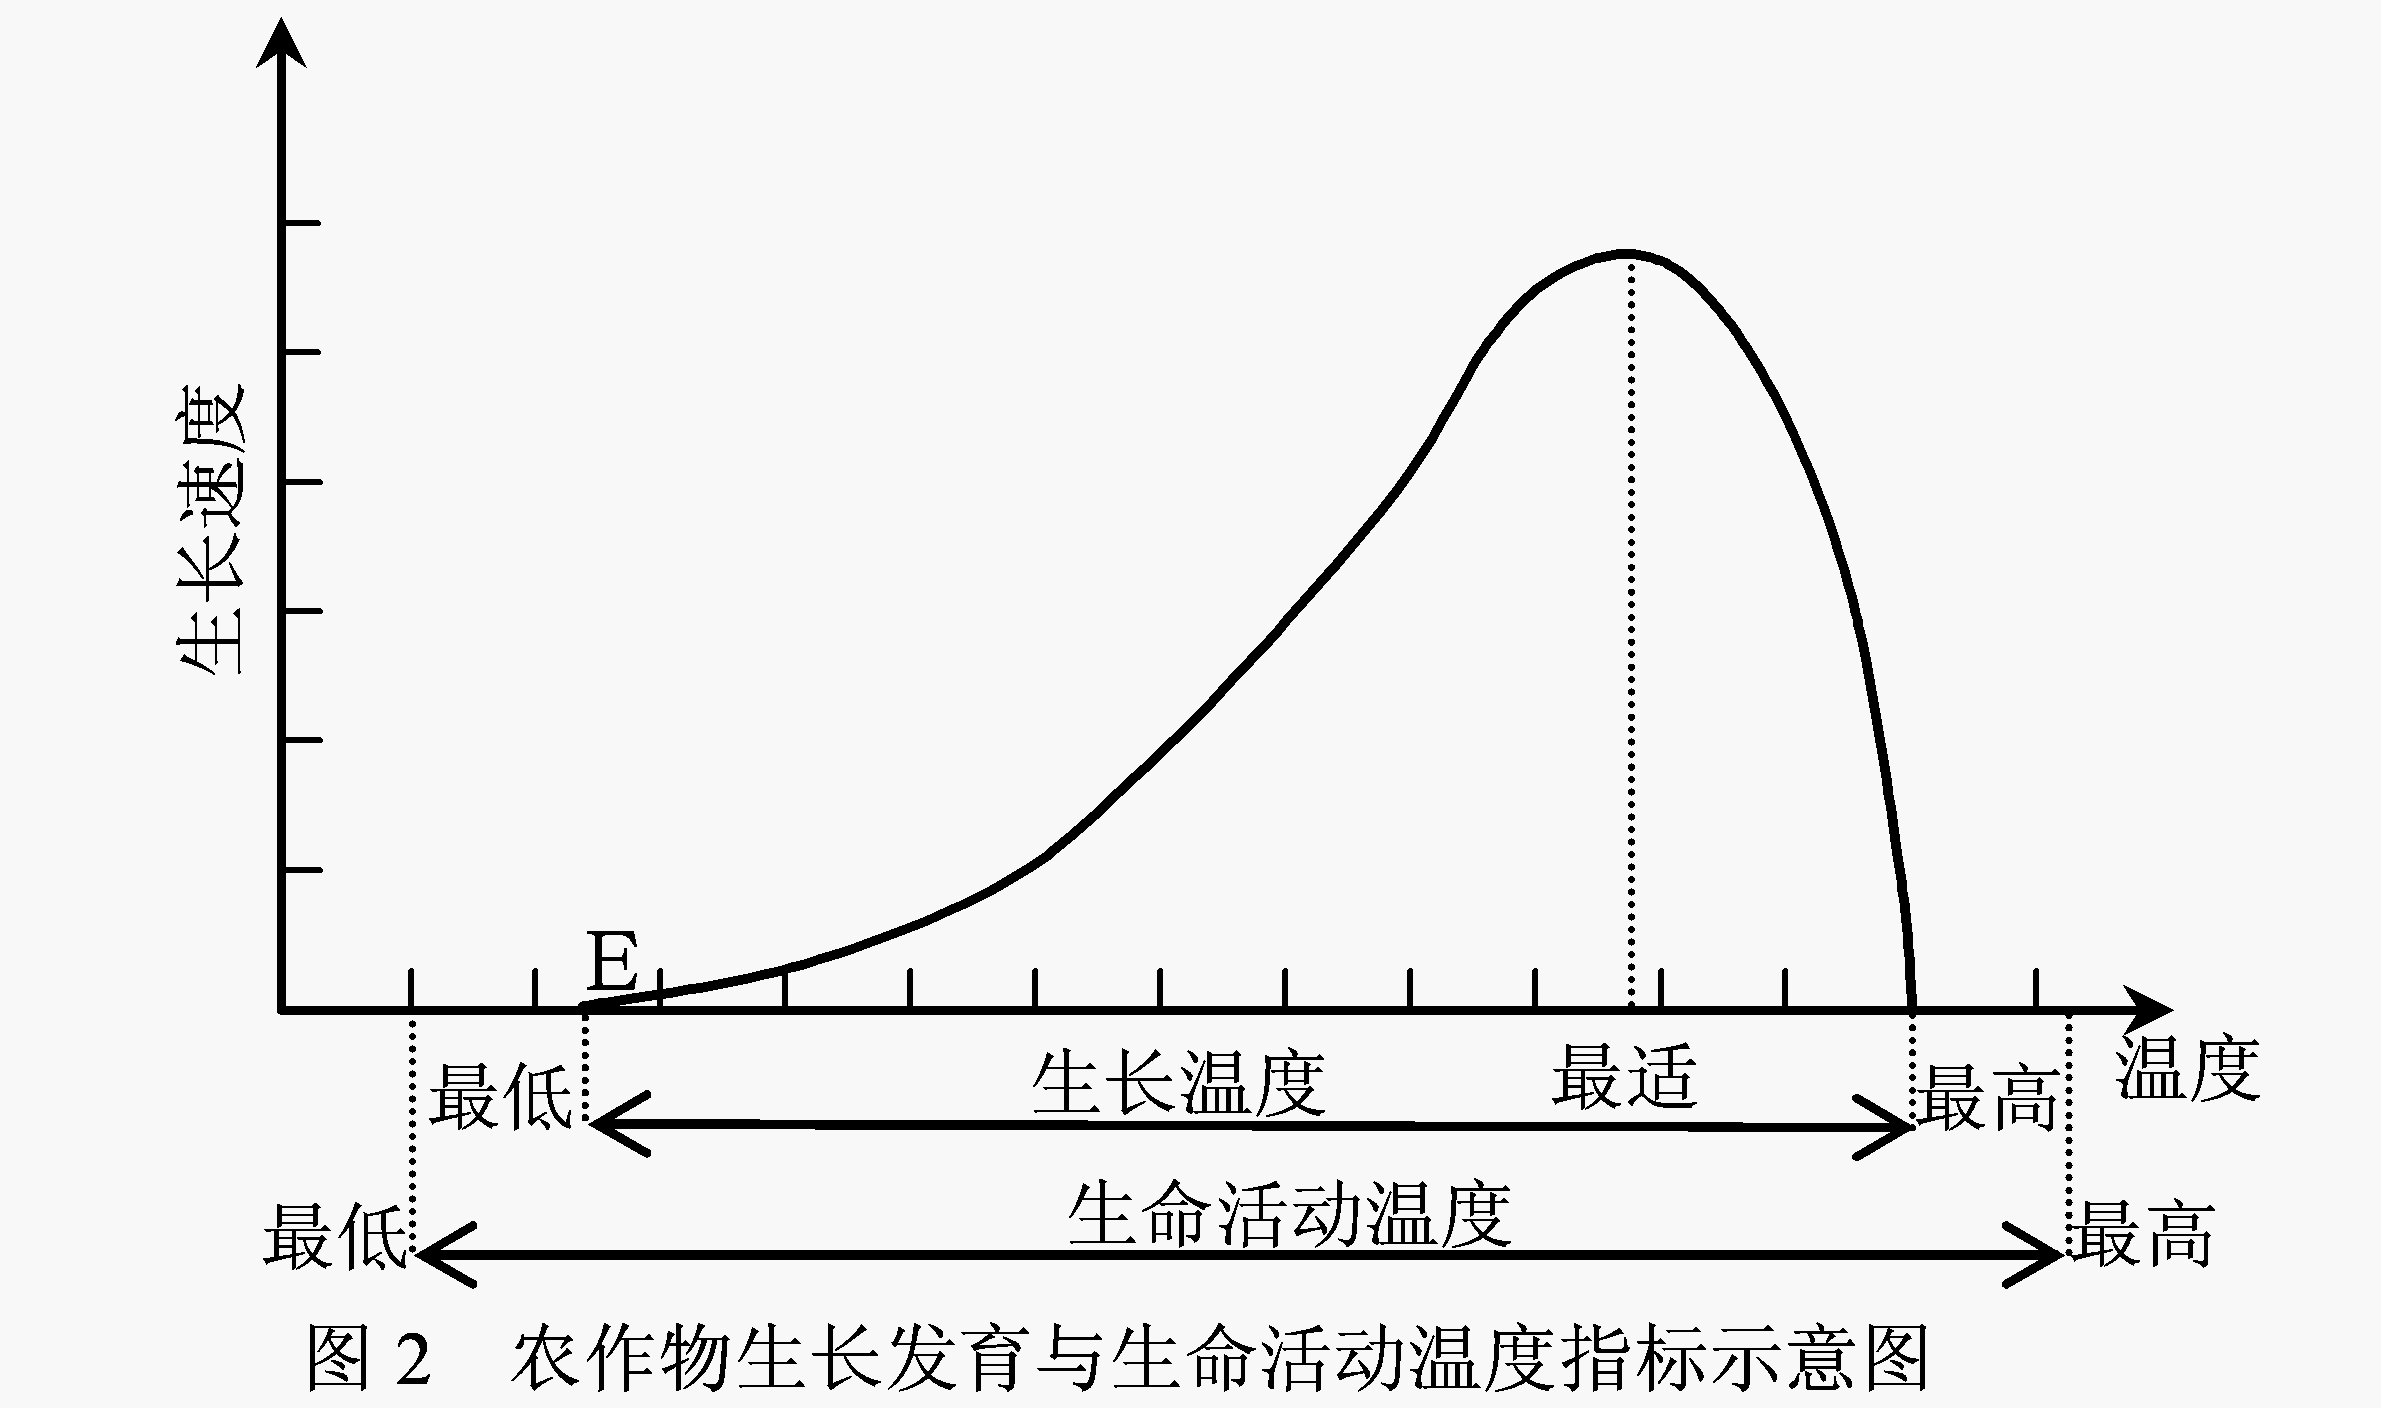 生长速度
E
生长温度
最适
温度
最低
最高
生命活动温度
最低
最高
图 2 农作物生长发育与生命活动温度指标示意图